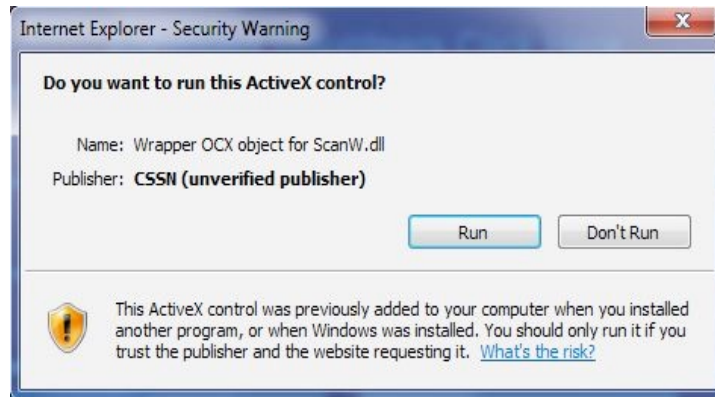 Internet Explorer - Security Warning
Do you want to run this ActiveX control?
Name: Wrapper OCX object for ScanW.dll
Publisher: CSSN (unverified publisher)
Run Don't Run
This ActiveX control was previously added to your computer when you installed
another program, or when Windows was installed. You should only run it if you
trust the publisher and the website requesting it. What's the risk?